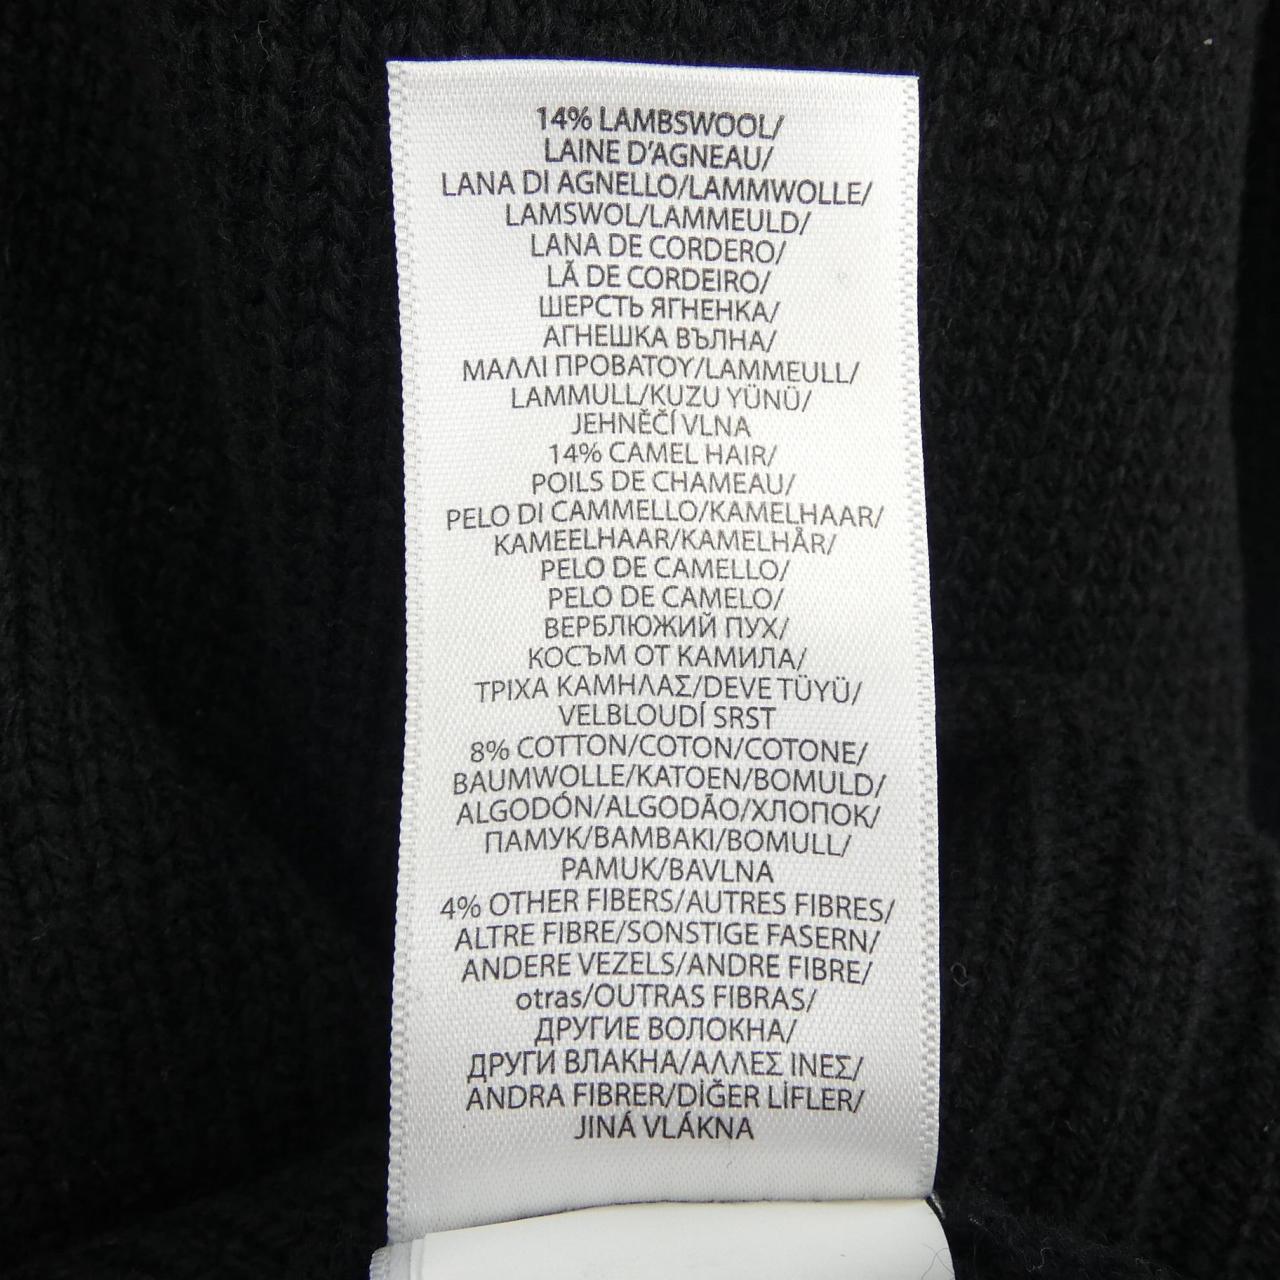 14% LAMBSWOOL/
LAINE D'AGNEAU/
LANA DI AGNELLO/LAMMWOLLE/
LAMSWOL/LAMMEULD/
LANA DE CORDERO/
LÃ DE CORDEIRO/
ШЕРСТЬ ЯГНЕНКА/
АГНЕШКА ВЪЛНА/
ΜΑΛΛΙ ΠΡΟΒΑΤΟΥ/LAMMEULL/
LAMMULL/KUZU YÜNÜ/
JEHNĚČÍ VLNA
14% CAMEL HAIR/
POILS DE CHAMEAU/
PELO DI CAMMELLO/KAMELHAAR/
KAMEELHAAR/KAMELHÅR/
PELO DE CAMELLO/
PELO DE CAMELO/
ВЕРБЛЮЖИЙ ПУХ/
КОСЪМ ОТ КАМИЛА/
ΤΡΙΧΑ ΚΑΜΗΛΑΣ/DEVE TÜYÜ/
VELBLOUDÍ SRST
8% COTTON/COTON/COTONE/
BAUMWOLLE/KATOEN/BOMULD/
ALGODÓN/ALGODÃO/ХЛОПОК/
ПАМУК/BAMBAKI/BOMULL/
PAMUK/BAVLNA
4% OTHER FIBERS/AUTRES FIBRES/
ALTRE FIBRE/SONSTIGE FASERN/
ANDERE VEZELS/ANDRE FIBRE/
otras/OUTRAS FIBRAS/
ДРУГИЕ ВОЛОКНА/
ДРУГИ ВЛАКНА/ΑΛΛΕΣ ΙΝΕΣ/
ANDRA FIBRER/DİĞER LİFLER/
JINÁ VLÁKNA